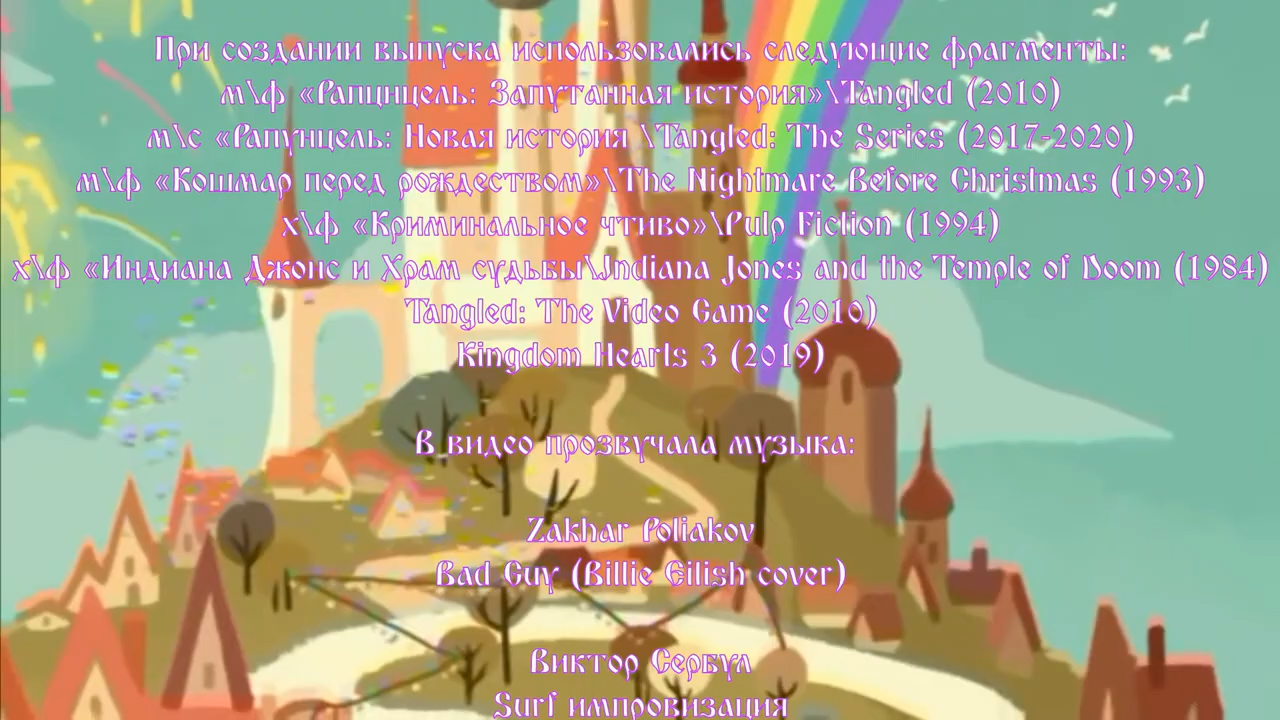 При создании выпуска использовались следующие фрагменты:
м\ф «Рапцнцель: Запутанная история»\Tangled (2010)
м\с «Рапунцель: Новая история \Tangled: The Series (2017-2020)
м\ф «Кошмар перед рождеством»\The Nightmare Before Christmas (1993)
х\ф «Криминальное чтиво»\Pulp Fiction (1994)
х\ф «Индиана Джонс и Храм судьбы\Indiana Jones and the Temple of Doom (1984)
Tangled: The Video Game (2010)
Kingdom Hearts 3 (2019)
В видео прозвучала музыка:
Zakhar Poliakov
Bad Guy (Billie Eilish cover)
Виктор Сербул
Surf импровизация